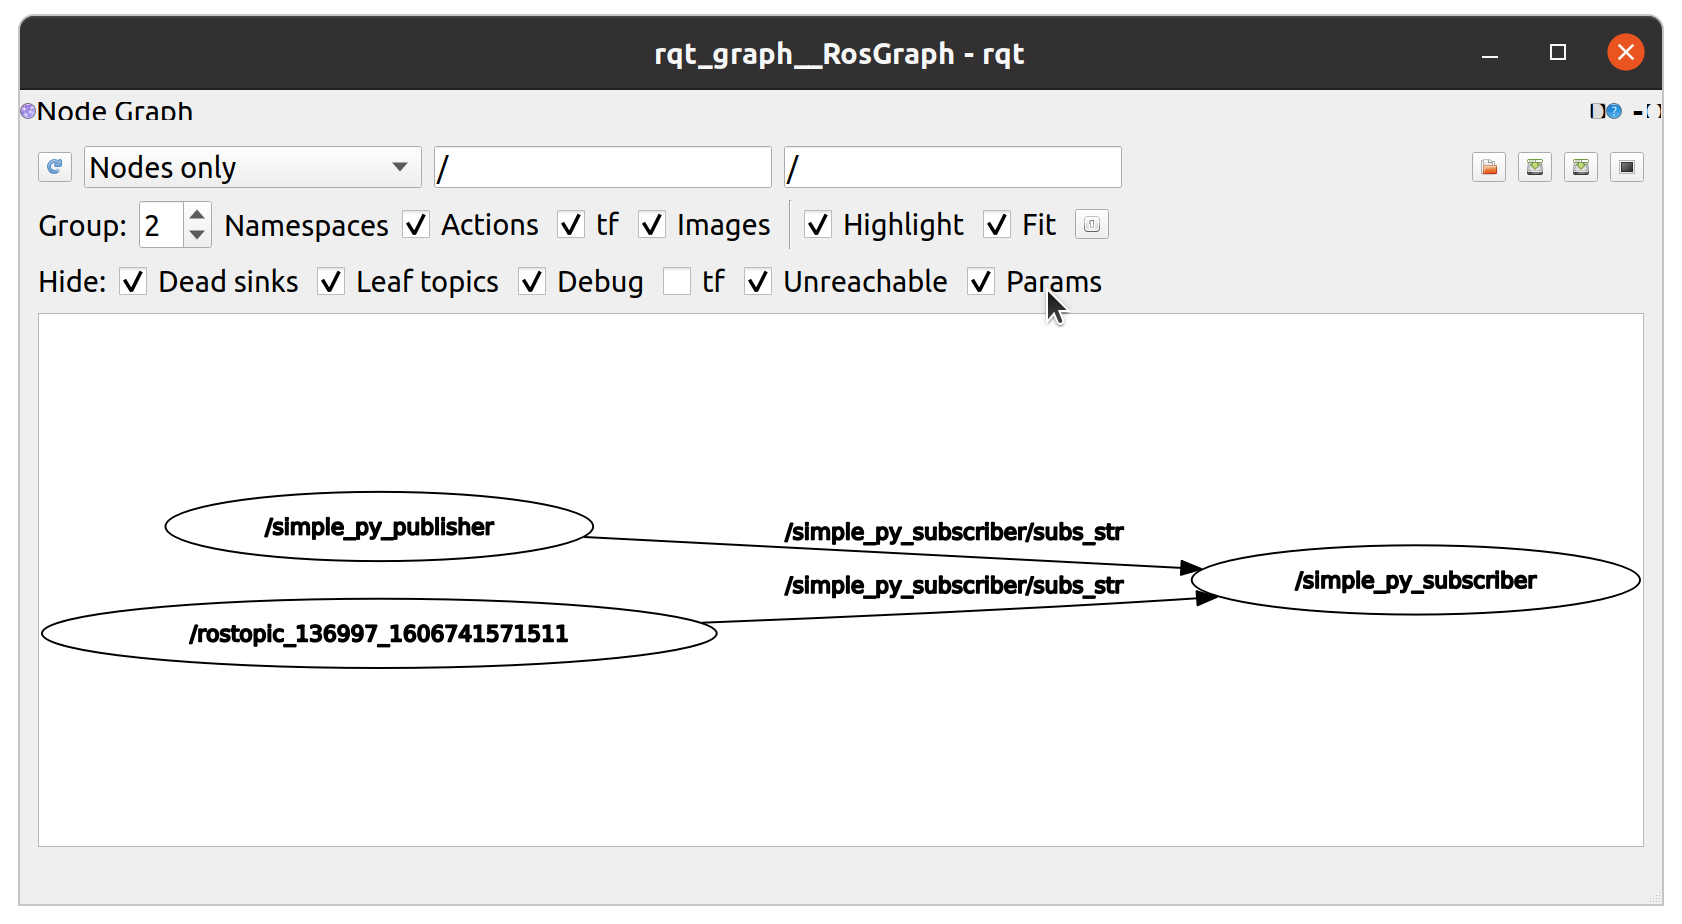 rqt_graph__RosGraph - rqt
Node Graph
Nodes only / /
Group: 2 Namespaces Actions tf Images Highlight Fit
Hide: Dead sinks Leaf topics Debug tf Unreachable Params
/simple_py_publisher
/simple_py_subscriber/subs_str
/simple_py_subscriber/subs_str
/simple_py_subscriber
/rostopic_136997_1606741571511